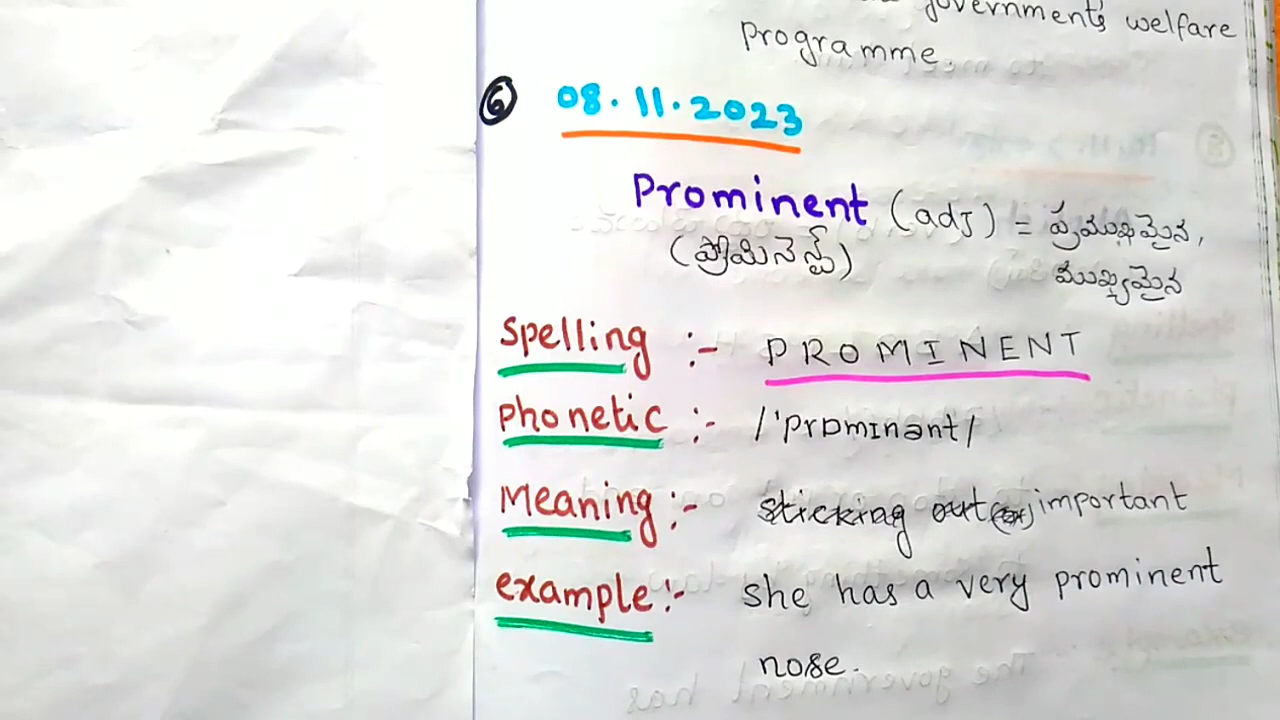 governments welfare
programme.
6 08.11.2023
Prominent (adj) = ప్రముఖమైన,
(ప్రొమినెన్ట్) ముఖ్యమైన
Spelling :- PROMINENT
Phonetic :- /'prɒmɪnənt/
Meaning :- sticking out (or) important
example :- she has a very prominent
nose.